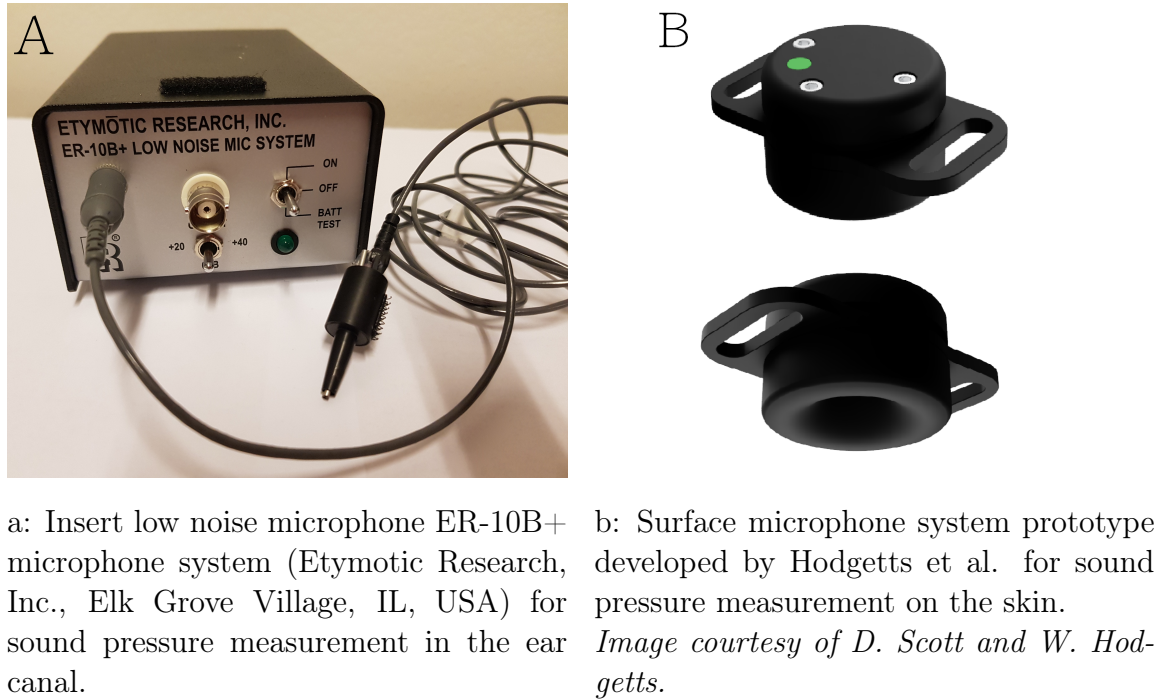 A
B
ETYMŌTIC RESEARCH, INC.
ER-10B+ LOW NOISE MIC SYSTEM
ON
OFF
BATT
TEST
+20
+40
®
a: Insert low noise microphone ER-10B+
microphone system (Etymotic Research,
Inc., Elk Grove Village, IL, USA) for
sound pressure measurement in the ear
canal.
b: Surface microphone system prototype
developed by Hodgetts et al. for sound
pressure measurement on the skin.
Image courtesy of D. Scott and W. Hod-
getts.